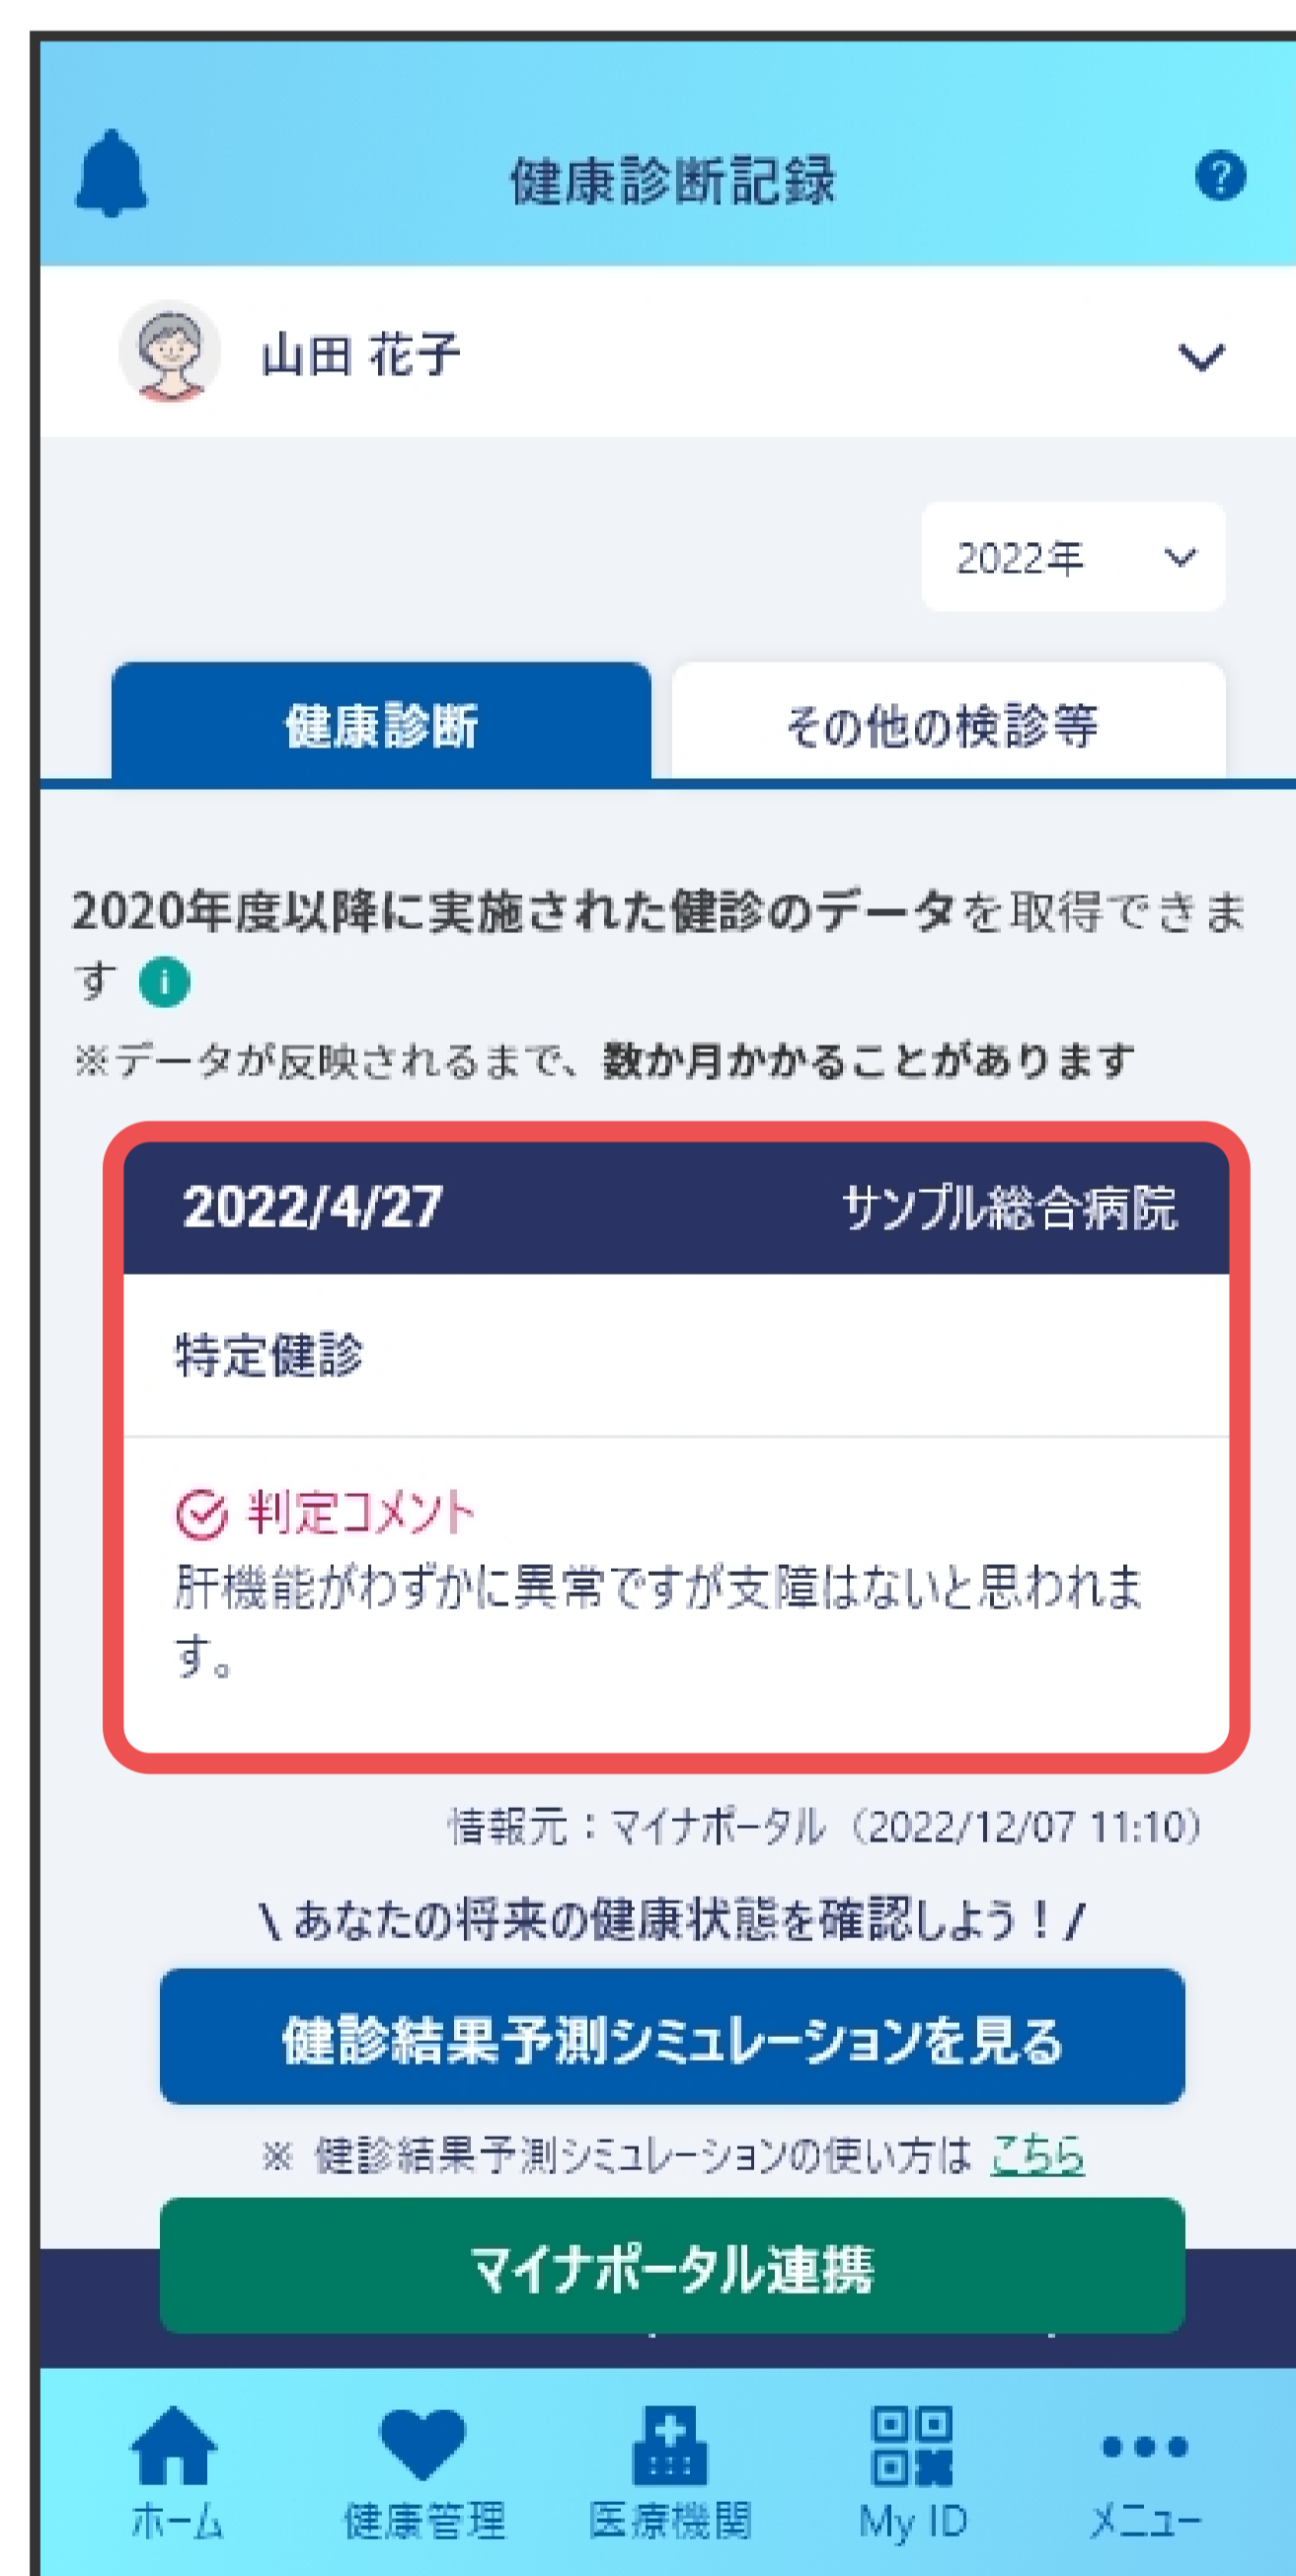 健康診断記録
山田 花子
2022年
健康診断
その他の検診等
2020年度以降に実施された健診のデータを取得できま
す
※データが反映されるまで、数か月かかることがあります
2022/4/27
サンプル総合病院
特定健診
判定コメント
肝機能がわずかに異常ですが支障はないと思われま
す。
情報元：マイナポータル（2022/12/07 11:10）
\ あなたの将来の健康状態を確認しよう！/
健診結果予測シミュレーションを見る
※ 健診結果予測シミュレーションの使い方は こちら
マイナポータル連携
ホーム
健康管理
医療機関
My ID
メニュー